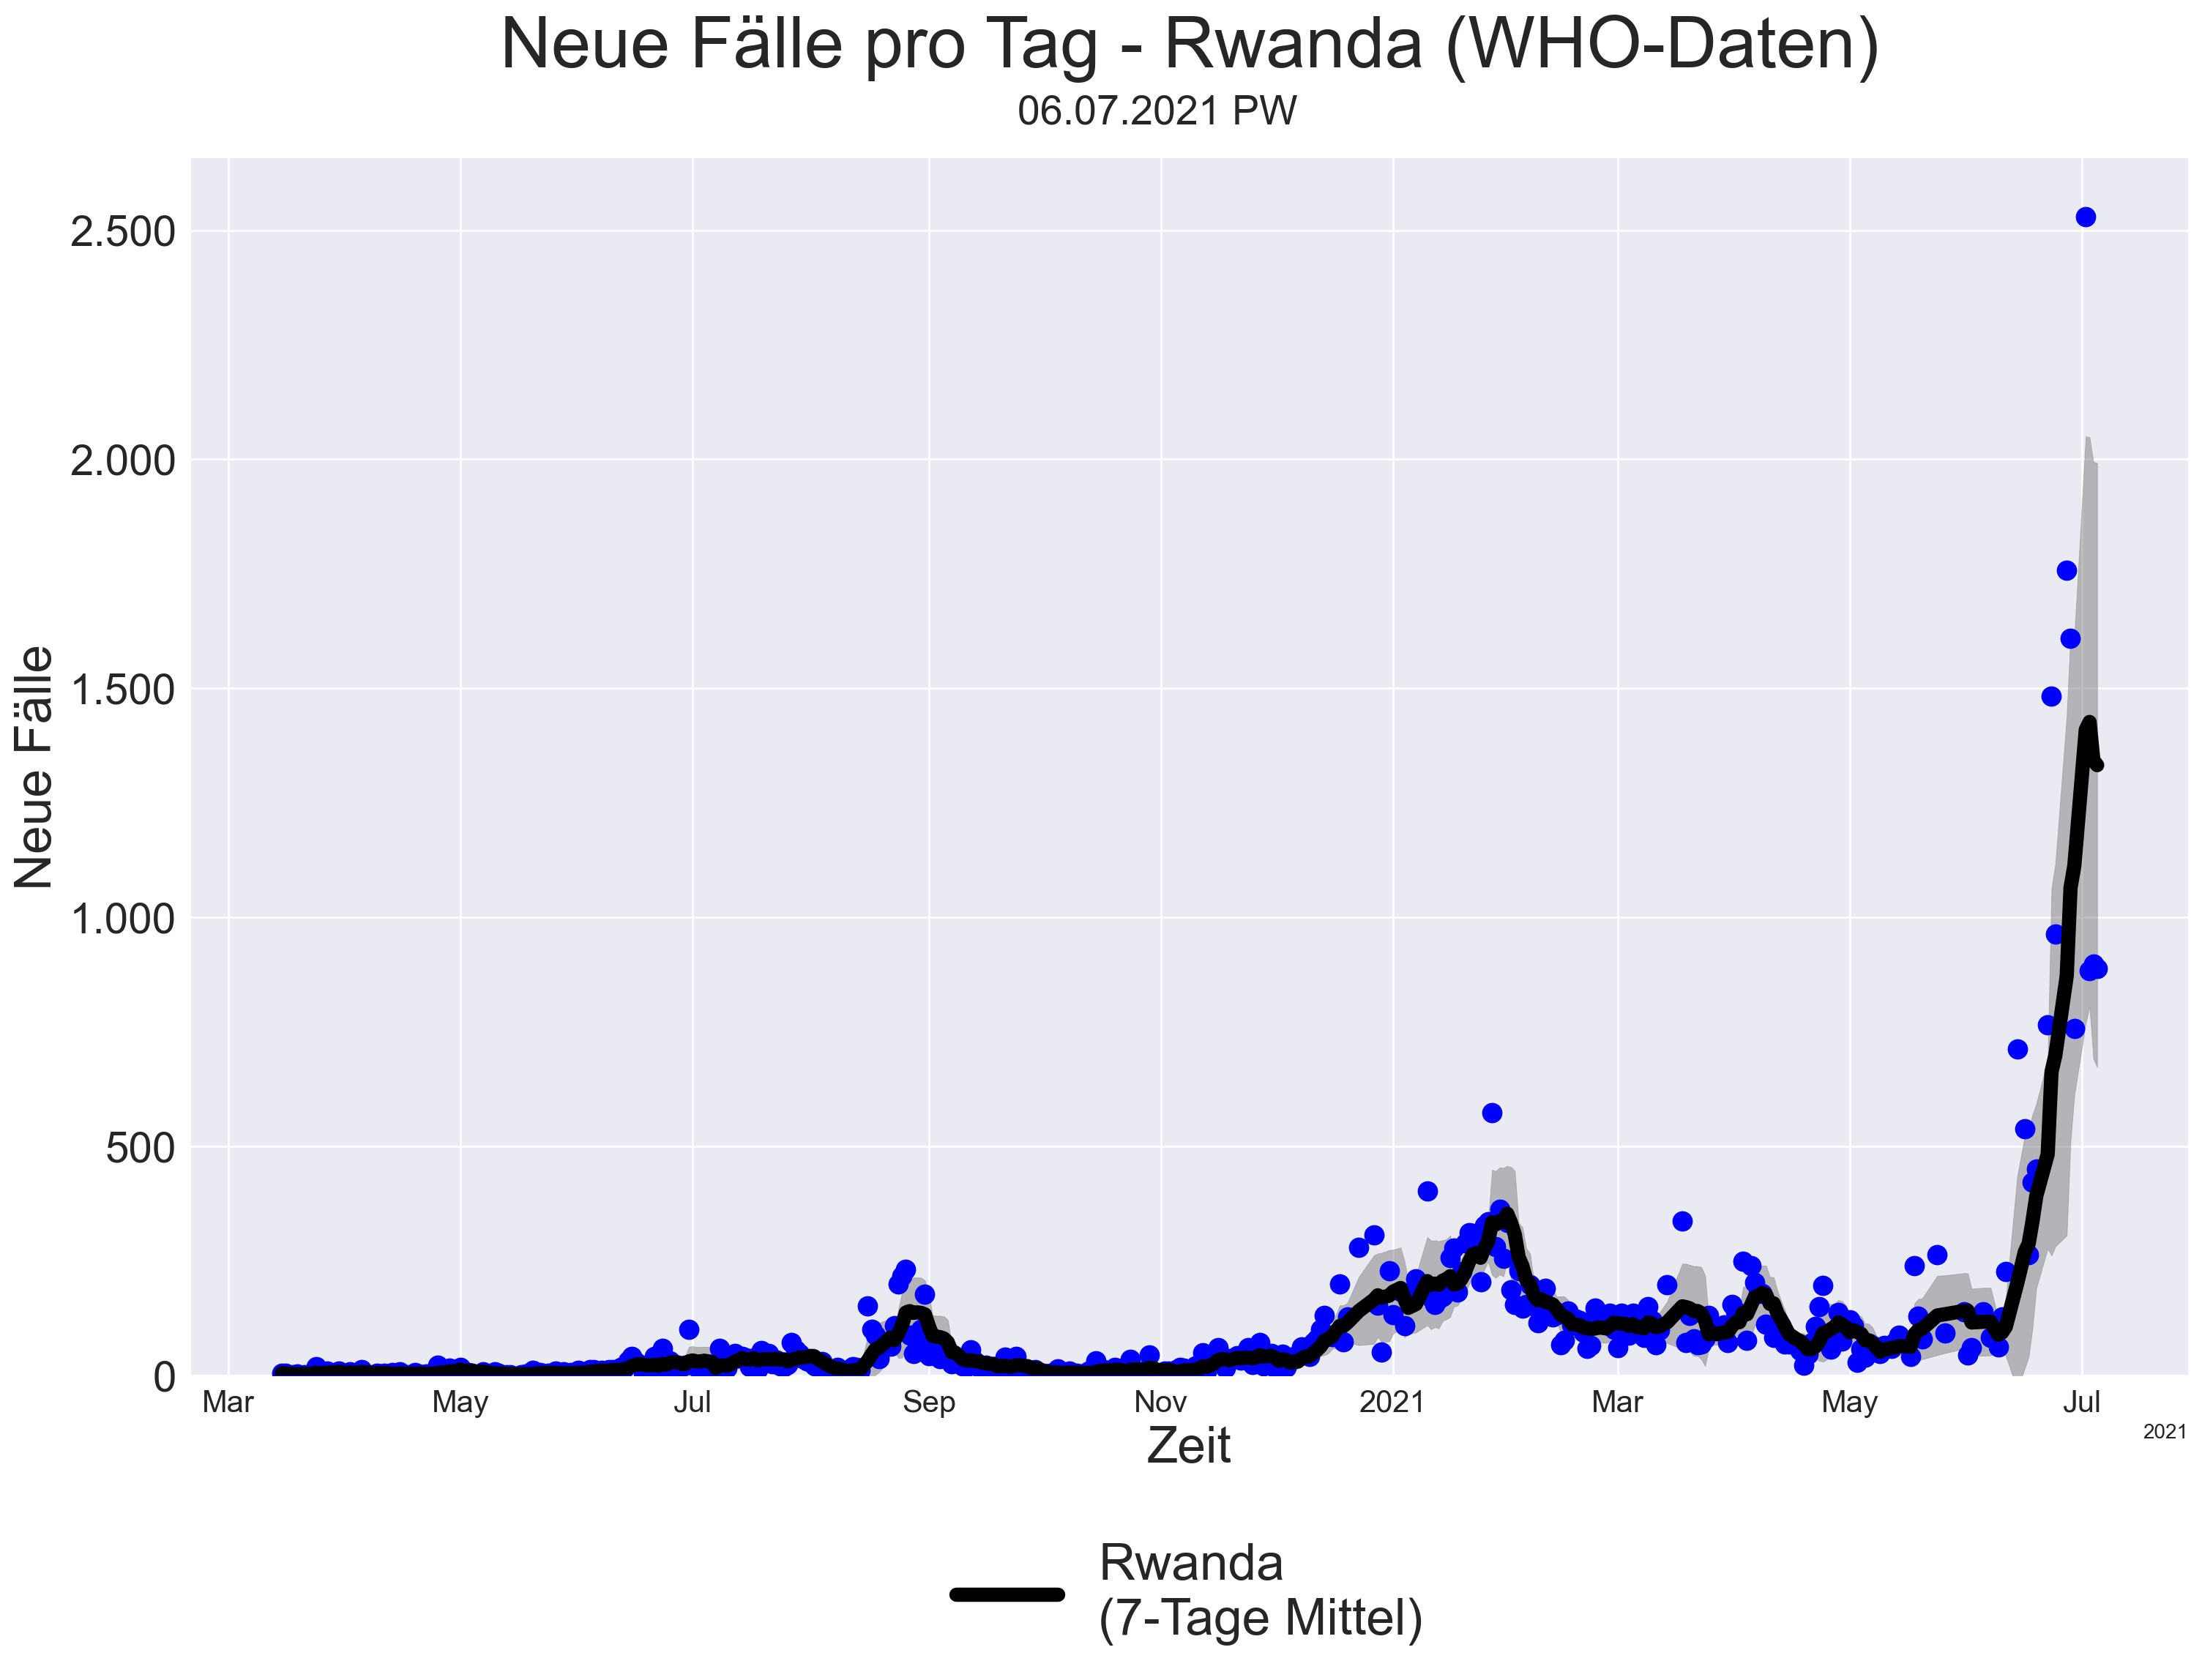 Neue Fälle pro Tag - Rwanda (WHO-Daten)
06.07.2021 PW
Neue Fälle
2.500
2.000
1.500
1.000
500
0
Mar May Jul Sep Nov 2021 Mar May Jul
2021
Zeit
Rwanda
(7-Tage Mittel)